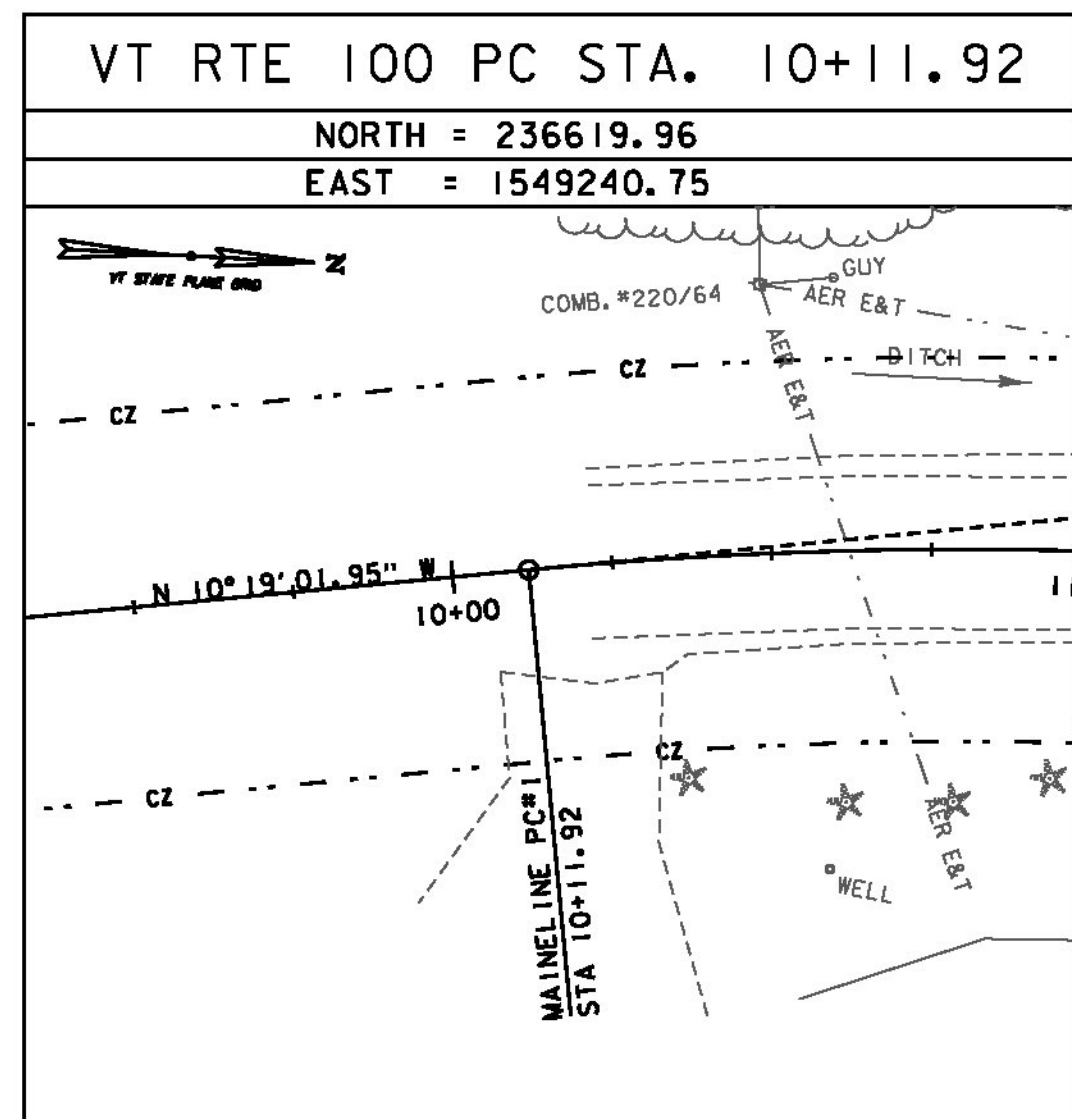 VT RTE 100 PC STA. 10+11.92
NORTH = 236619.96
EAST = 1549240.75
N
VT STATE PLANE GRID
GUY
COMB. #220/64
AER E&T
AER E&T
DITCH
CZ
CZ
N 10° 19' 01.95" W
10+00
CZ
CZ
MAINELINE PC#1
STA 10+11.92
AER E&T
WELL